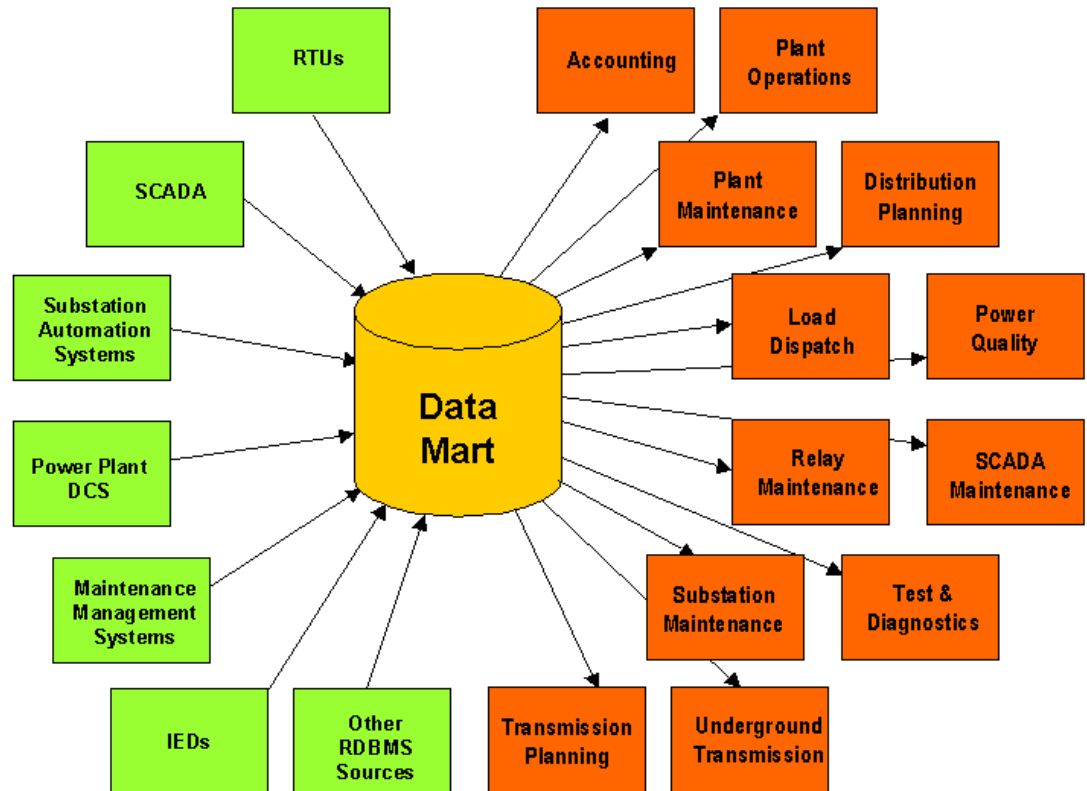 RTUs
Accounting
Plant
Operations
SCADA
Plant
Maintenance
Distribution
Planning
Substation
Automation
Systems
Load
Dispatch
Power
Quality
Data
Mart
Power Plant
DCS
Relay
Maintenance
SCADA
Maintenance
Maintenance
Management
Systems
Substation
Maintenance
Test &
Diagnostics
IEDs
Other
RDBMS
Sources
Transmission
Planning
Underground
Transmission